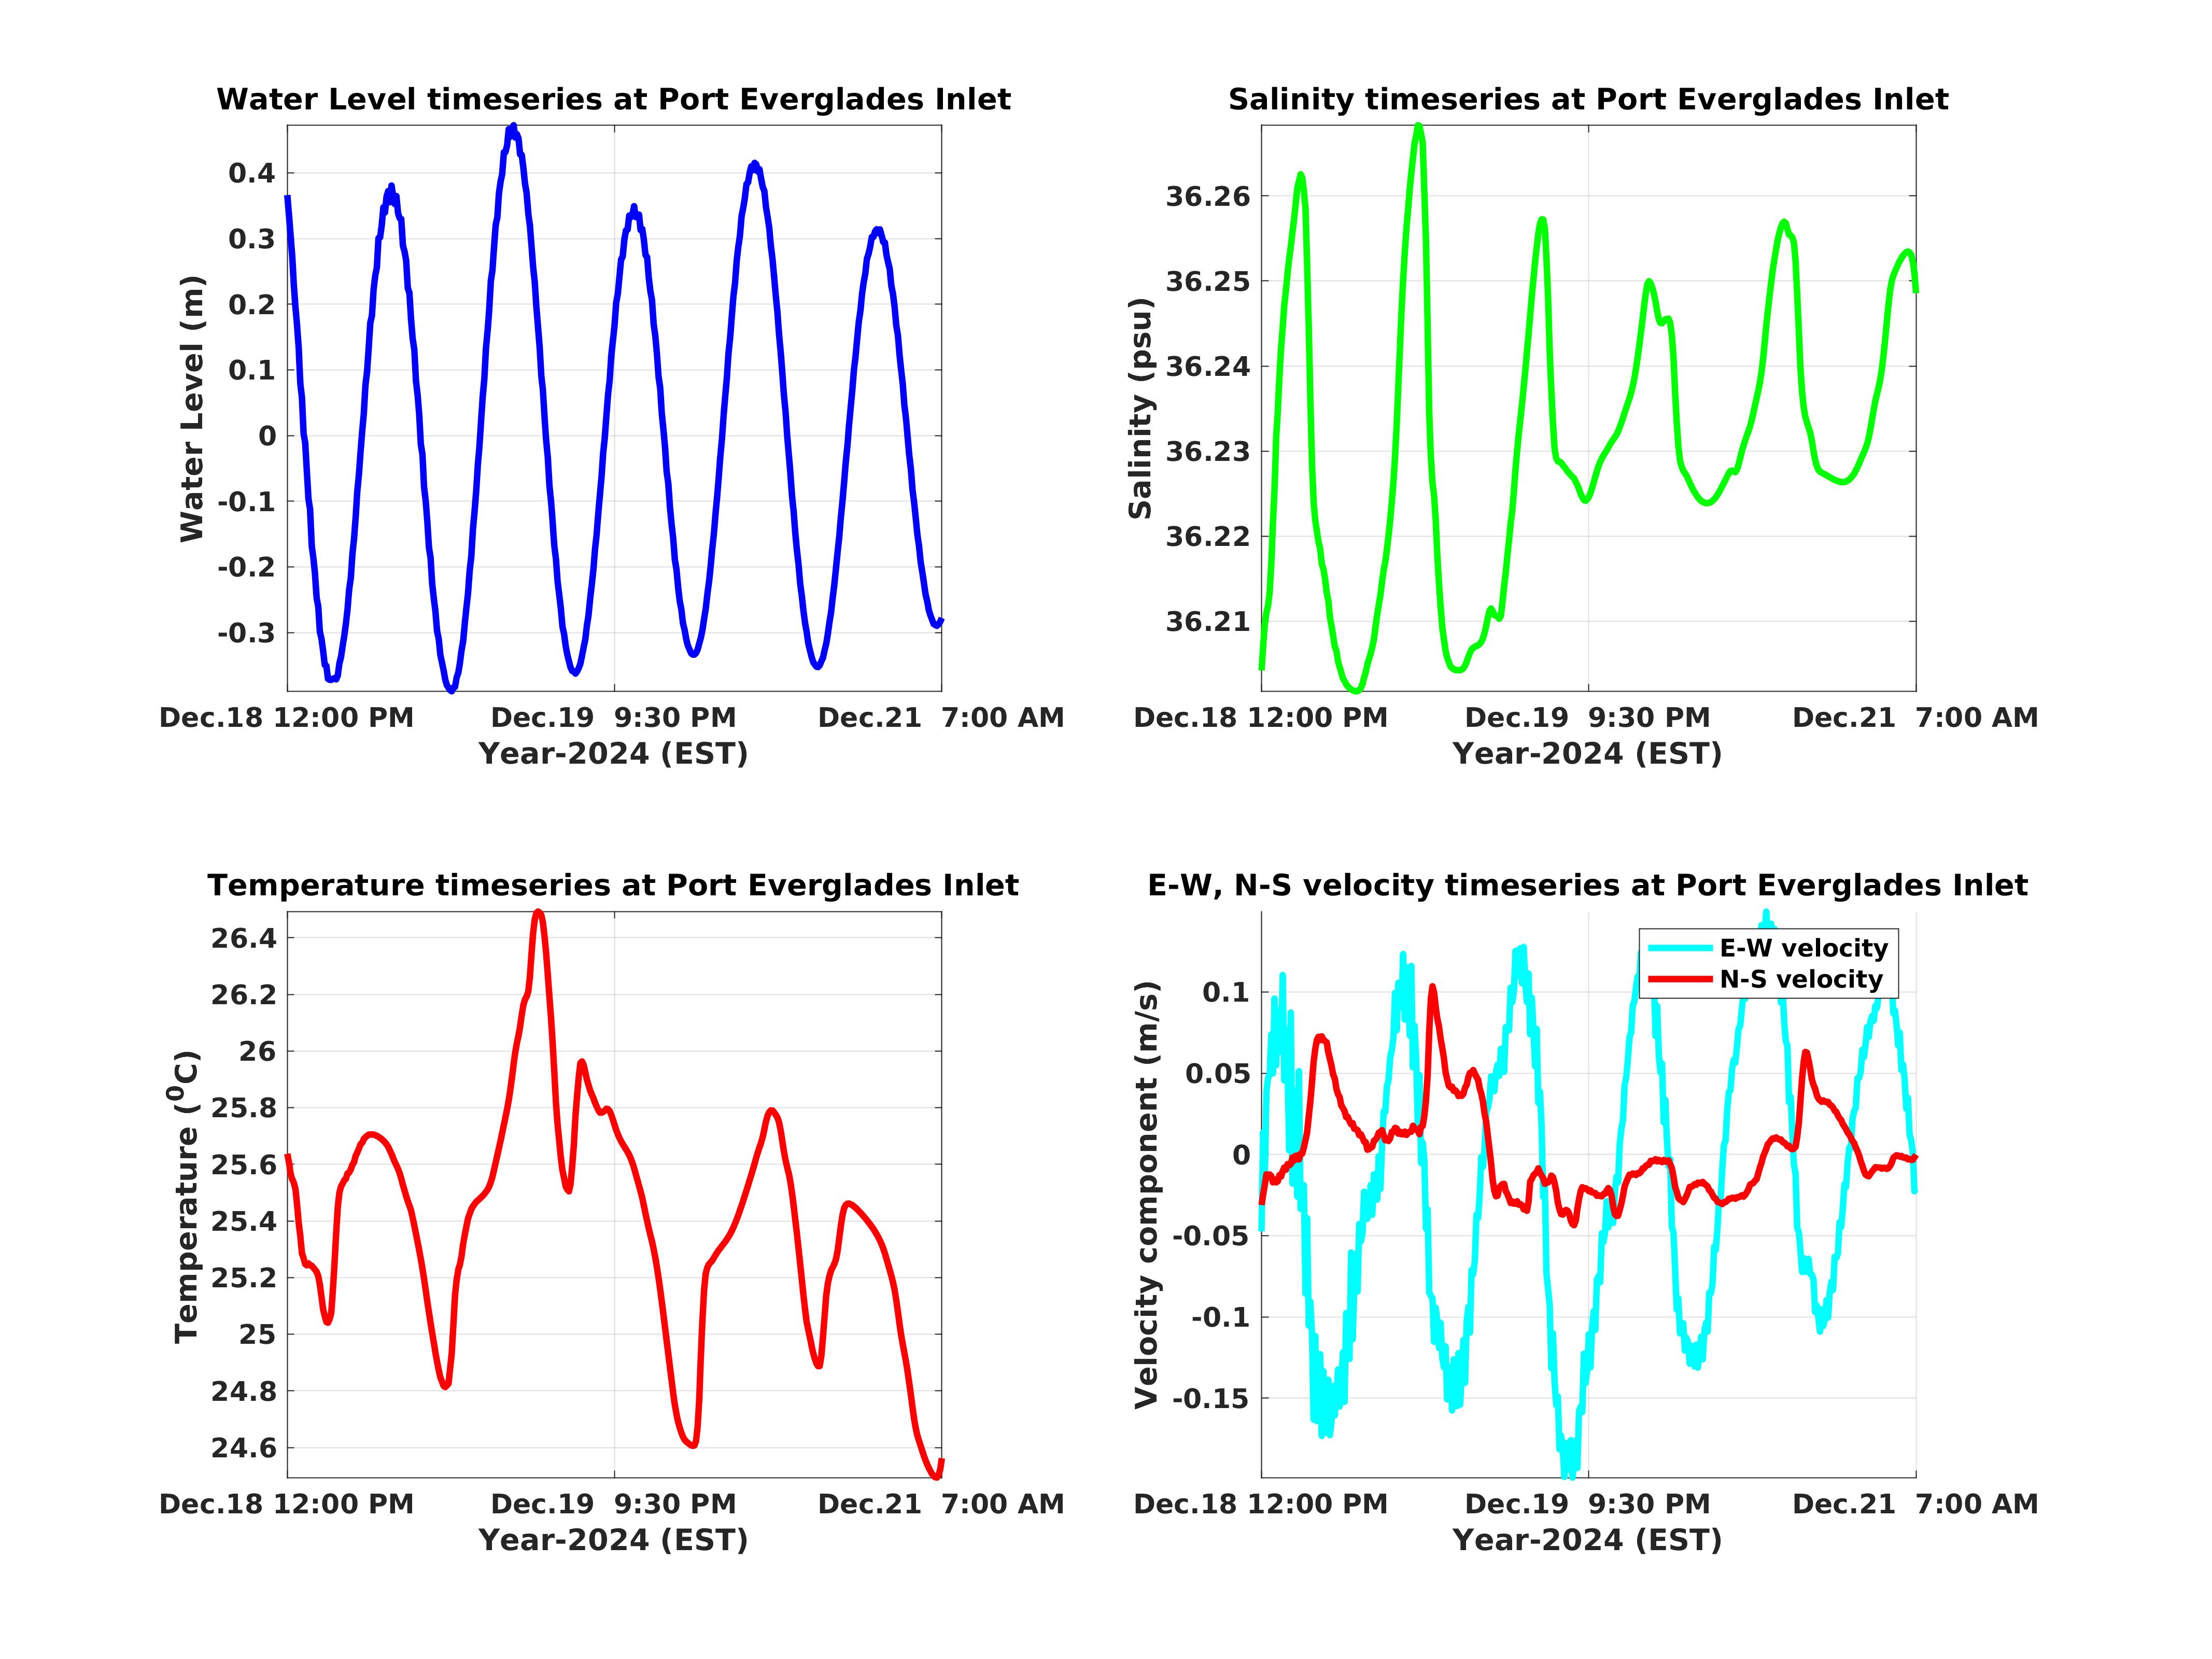 Water Level timeseries at Port Everglades Inlet
Water Level (m)
0.4
0.3
0.2
0.1
0
-0.1
-0.2
-0.3
Dec.18 12:00 PM
Dec.19  9:30 PM
Dec.21  7:00 AM
Year-2024 (EST)
Salinity timeseries at Port Everglades Inlet
Salinity (psu)
36.26
36.25
36.24
36.23
36.22
36.21
Dec.18 12:00 PM
Dec.19  9:30 PM
Dec.21  7:00 AM
Year-2024 (EST)
Temperature timeseries at Port Everglades Inlet
Temperature (⁰C)
26.4
26.2
26
25.8
25.6
25.4
25.2
25
24.8
24.6
Dec.18 12:00 PM
Dec.19  9:30 PM
Dec.21  7:00 AM
Year-2024 (EST)
E-W, N-S velocity timeseries at Port Everglades Inlet
Velocity component (m/s)
0.1
0.05
0
-0.05
-0.1
-0.15
E-W velocity
N-S velocity
Dec.18 12:00 PM
Dec.19  9:30 PM
Dec.21  7:00 AM
Year-2024 (EST)